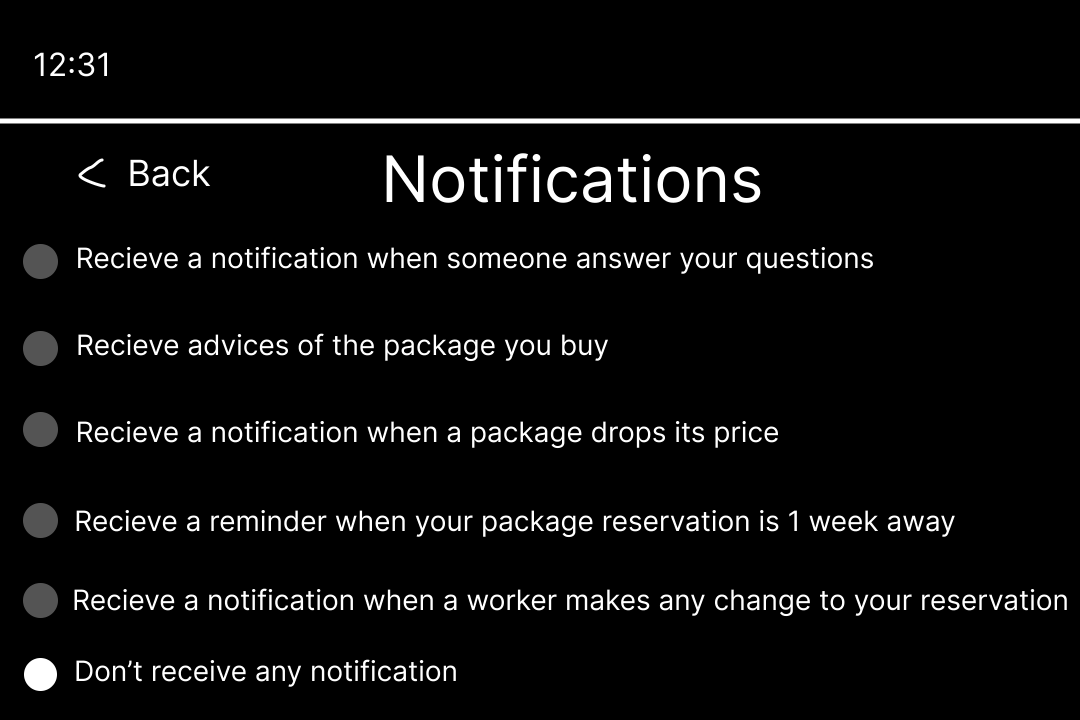 12:31
Back
Notifications
Recieve a notification when someone answer your questions
Recieve advices of the package you buy
Recieve a notification when a package drops its price
Recieve a reminder when your package reservation is 1 week away
Recieve a notification when a worker makes any change to your reservation
Don’t receive any notification